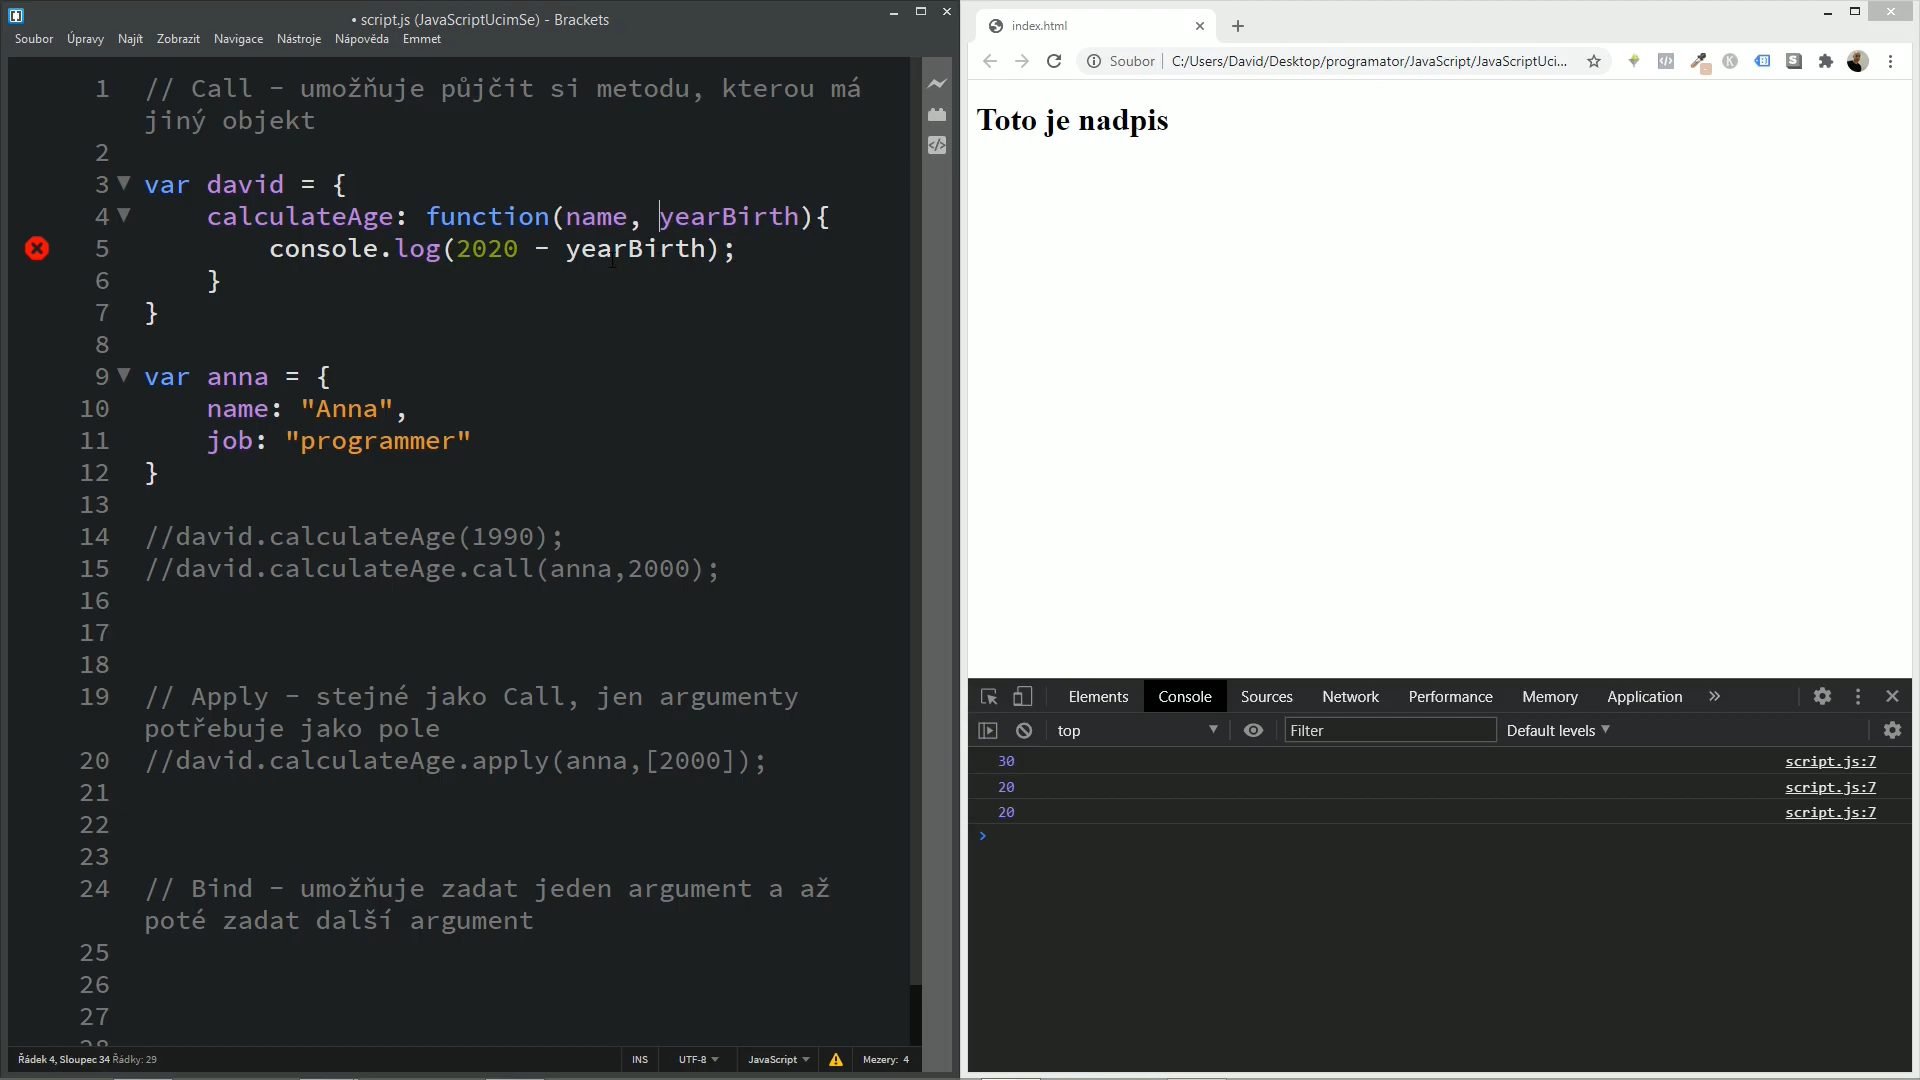 • script.js (JavaScriptUcimSe) - Brackets
Soubor Úpravy Najít Zobrazit Navigace Nástroje Nápověda Emmet
1 // Call - umožňuje půjčit si metodu, kterou má
jiný objekt
2
3 var david = {
4 calculateAge: function(name, yearBirth){
5 console.log(2020 - yearBirth);
6 }
7 }
8
9 var anna = {
10 name: "Anna",
11 job: "programmer"
12 }
13
14 //david.calculateAge(1990);
15 //david.calculateAge.call(anna,2000);
16
17
18
19 // Apply - stejné jako Call, jen argumenty
potřebuje jako pole
20 //david.calculateAge.apply(anna,[2000]);
21
22
23
24 // Bind - umožňuje zadat jeden argument a až
poté zadat další argument
25
26
27
28
Řádek 4, Sloupec 34 Řádky: 29
INS UTF-8 JavaScript Mezery: 4
index.html
Soubor C:/Users/David/Desktop/programator/JavaScript/JavaScriptUci...
Toto je nadpis
Elements Console Sources Network Performance Memory Application »
top Filter Default levels
30 script.js:7
20 script.js:7
20 script.js:7